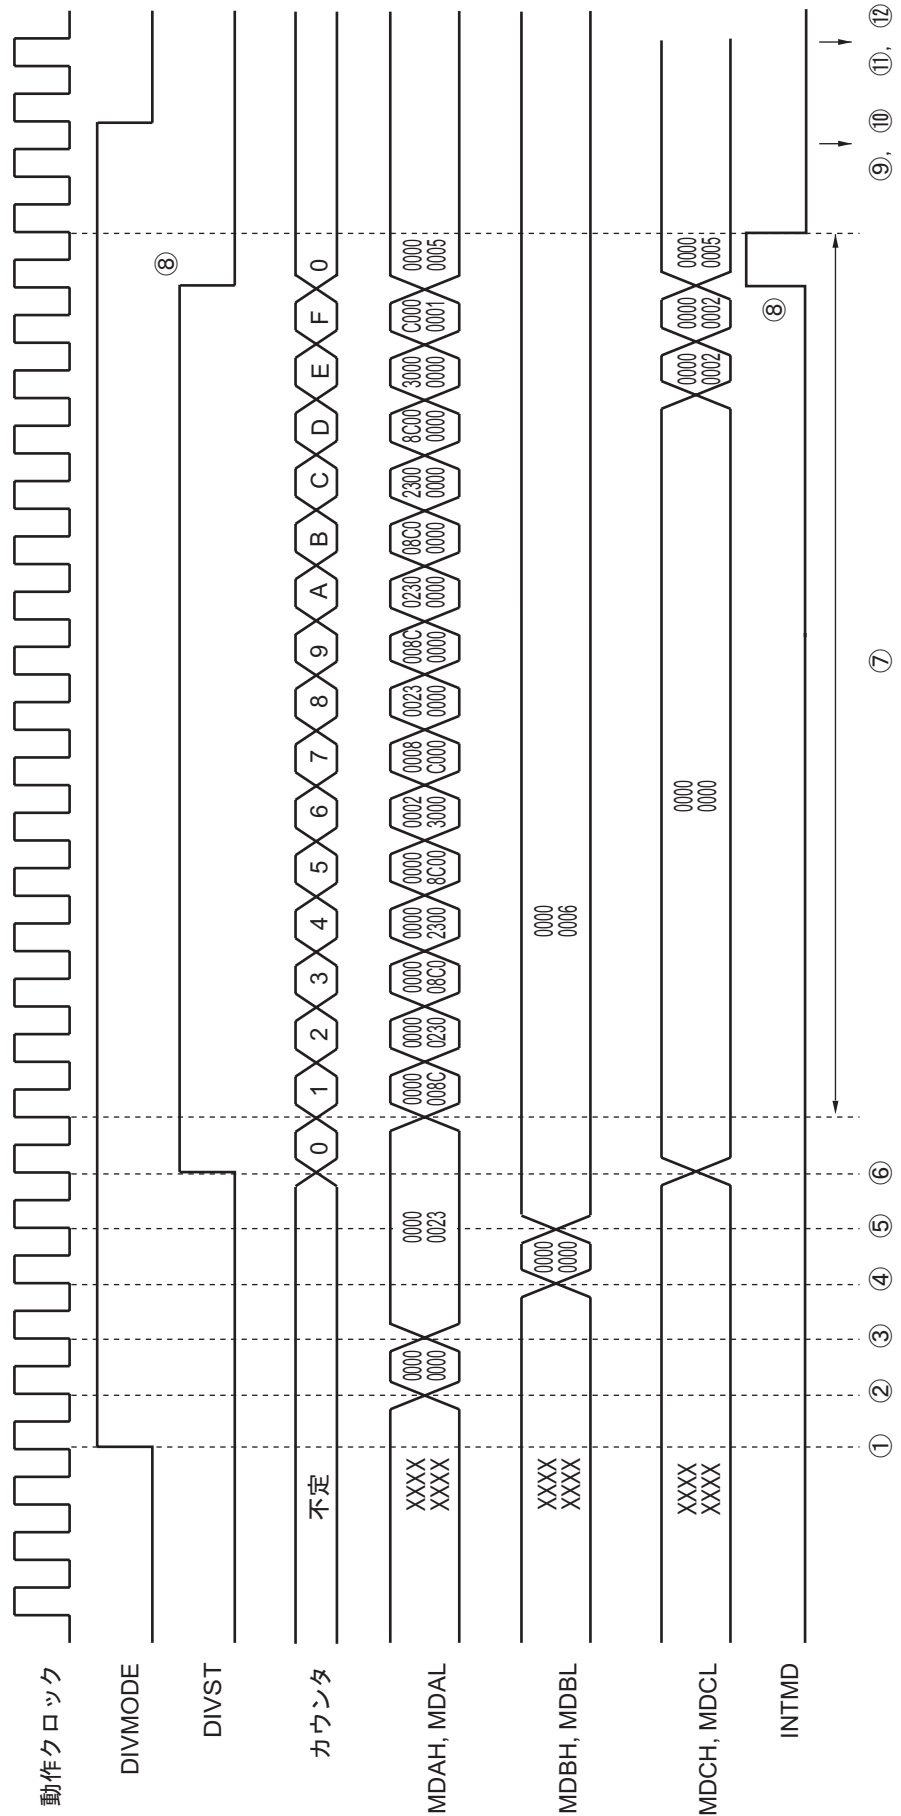 動作クロック
DIVMODE
DIVST
⑧
カウンタ
不定
0
1
2
3
4
5
6
7
8
9
A
B
C
D
E
F
0
MDAH, MDAL
XXXX
XXXX
0000
0000
0000
0023
0000
008C
0000
0230
0000
08C0
0000
2300
0000
8C00
0002
3000
0008
C000
0023
0000
008C
0000
0230
0000
08C0
0000
2300
0000
8C00
0000
3000
0000
C000
0001
0000
0005
MDBH, MDBL
XXXX
XXXX
0000
0000
0000
0006
MDCH, MDCL
XXXX
XXXX
0000
0000
0000
0002
0000
0002
0000
0005
INTMD
⑧
①
②
③
④
⑤
⑥
⑦
⑨, ⑩
⑪, ⑫